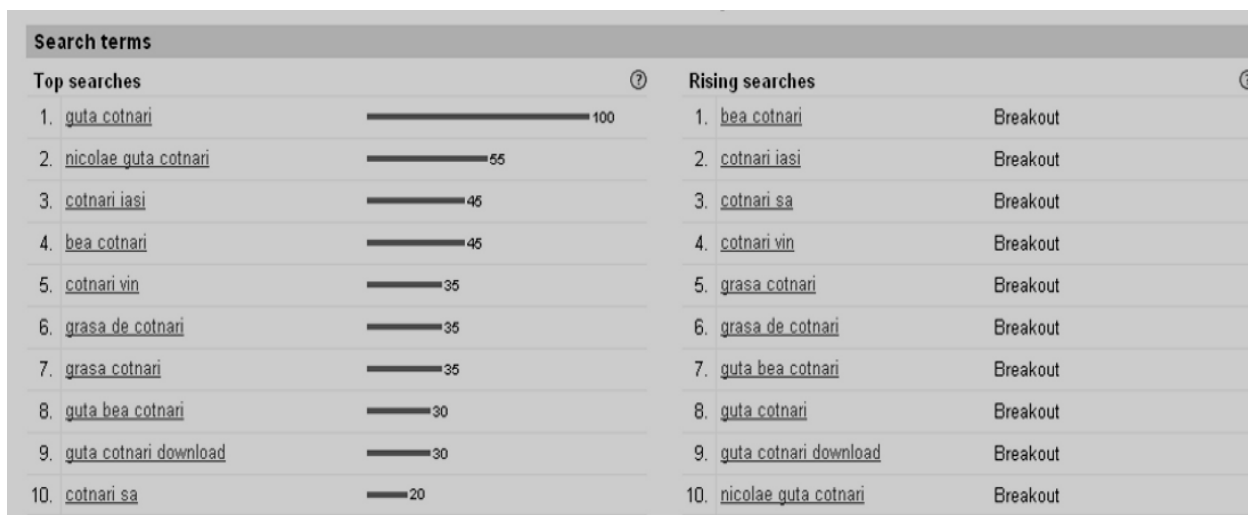 Search terms
Top searches
1. guta cotnari 100
2. nicolae guta cotnari 55
3. cotnari iasi 45
4. bea cotnari 45
5. cotnari vin 35
6. grasa de cotnari 35
7. grasa cotnari 35
8. guta bea cotnari 30
9. guta cotnari download 30
10. cotnari sa 20
Rising searches
1. bea cotnari Breakout
2. cotnari iasi Breakout
3. cotnari sa Breakout
4. cotnari vin Breakout
5. grasa cotnari Breakout
6. grasa de cotnari Breakout
7. guta bea cotnari Breakout
8. guta cotnari Breakout
9. guta cotnari download Breakout
10. nicolae guta cotnari Breakout